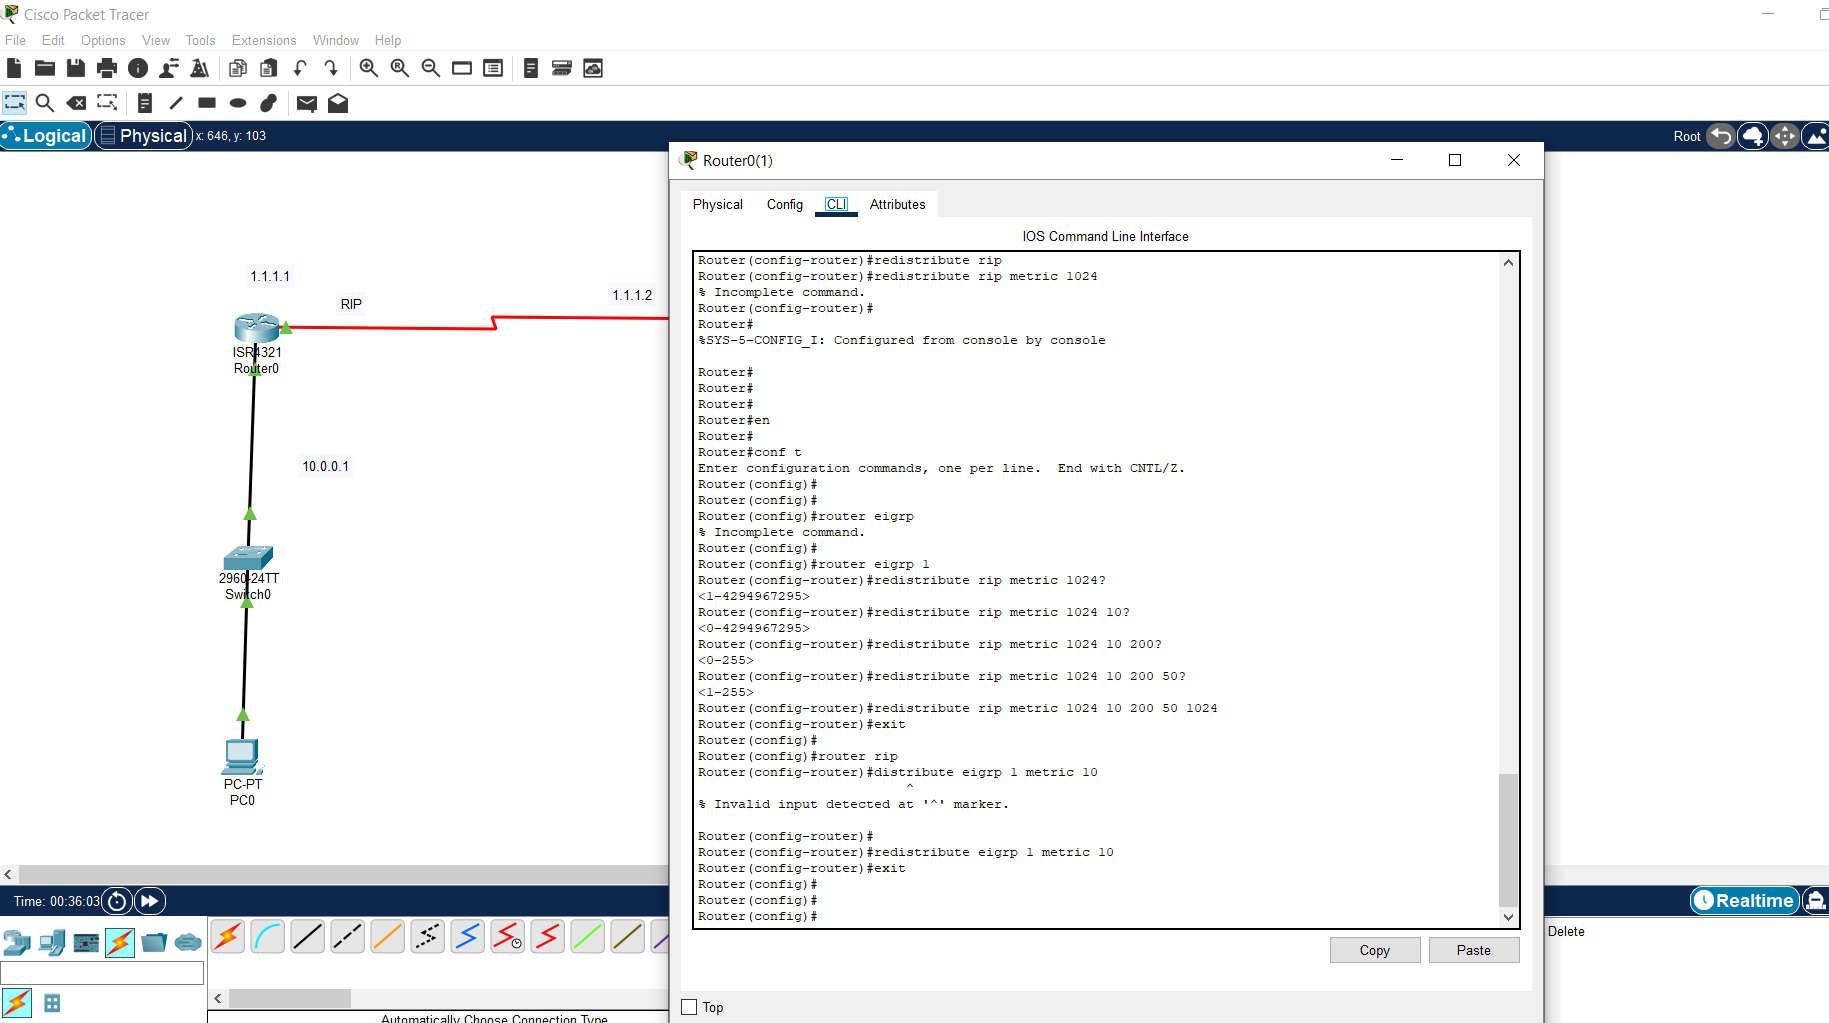 Cisco Packet Tracer
File Edit Options View Tools Extensions Window Help
Logical Physical x: 646, y: 103
Root
1.1.1.1
RIP
1.1.1.2
ISR4321
Router0
10.0.0.1
2960-24TT
Switch0
PC-PT
PC0
Router0(1)
Physical Config CLI Attributes
IOS Command Line Interface
Router(config-router)#redistribute rip
Router(config-router)#redistribute rip metric 1024
% Incomplete command.
Router(config-router)#
Router#
%SYS-5-CONFIG_I: Configured from console by console
Router#
Router#
Router#
Router#en
Router#
Router#conf t
Enter configuration commands, one per line.  End with CNTL/Z.
Router(config)#
Router(config)#
Router(config)#router eigrp
% Incomplete command.
Router(config)#
Router(config)#router eigrp 1
Router(config-router)#redistribute rip metric 1024?
<1-4294967295>
Router(config-router)#redistribute rip metric 1024 10?
<0-4294967295>
Router(config-router)#redistribute rip metric 1024 10 200?
<0-255>
Router(config-router)#redistribute rip metric 1024 10 200 50?
<1-255>
Router(config-router)#redistribute rip metric 1024 10 200 50 1024
Router(config-router)#exit
Router(config)#
Router(config)#router rip
Router(config-router)#distribute eigrp 1 metric 10
^
% Invalid input detected at '^' marker.
Router(config-router)#
Router(config-router)#redistribute eigrp 1 metric 10
Router(config-router)#exit
Router(config)#
Router(config)#
Router(config)#
Copy Paste
Top
Time: 00:36:03
Realtime
Delete
Automatically Choose Connection Type